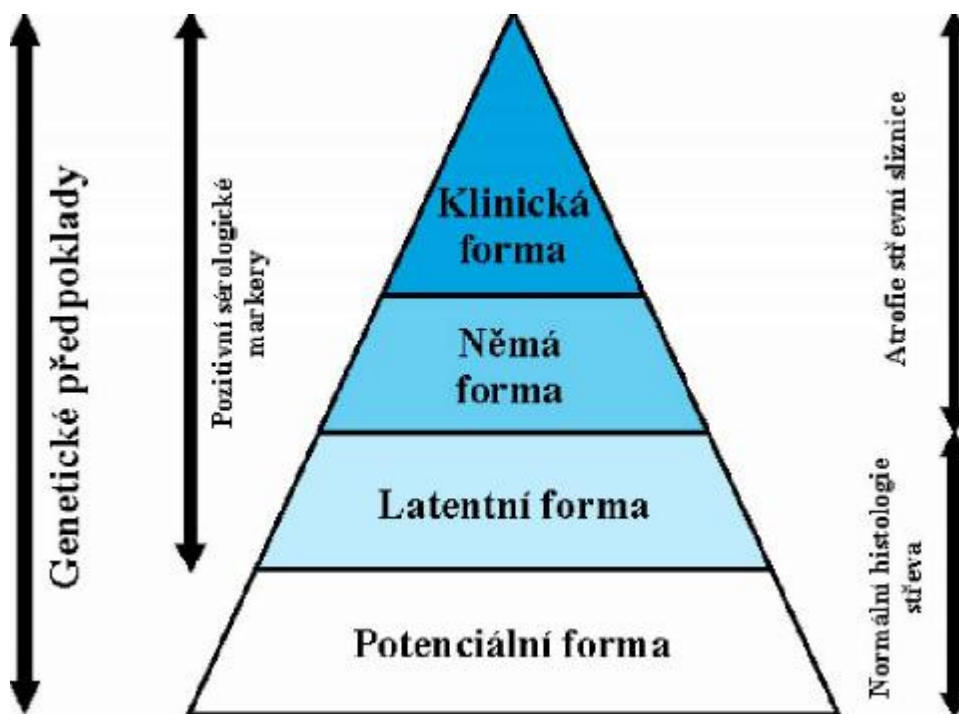 Genetické předpoklady
Pozitivní sérologické
markery
Klinická
forma
Němá
forma
Latentní forma
Potenciální forma
Atrofie střevní sliznice
Normální histologie
střeva